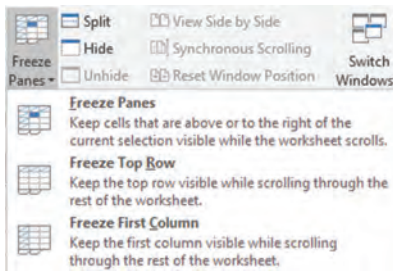 Split
View Side by Side
Hide
Synchronous Scrolling
Freeze Panes
Unhide
Reset Window Position
Switch Windows
Freeze Panes
Keep cells that are above or to the right of the
current selection visible while the worksheet scrolls.
Freeze Top Row
Keep the top row visible while scrolling through the
rest of the worksheet.
Freeze First Column
Keep the first column visible while scrolling
through the rest of the worksheet.